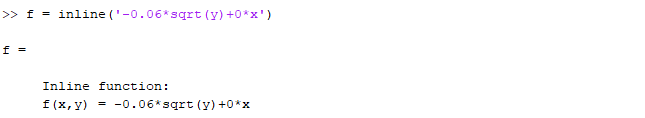 >> f = inline('-0.06*sqrt(y)+0*x')
f =
Inline function:
f(x,y) = -0.06*sqrt(y)+0*x